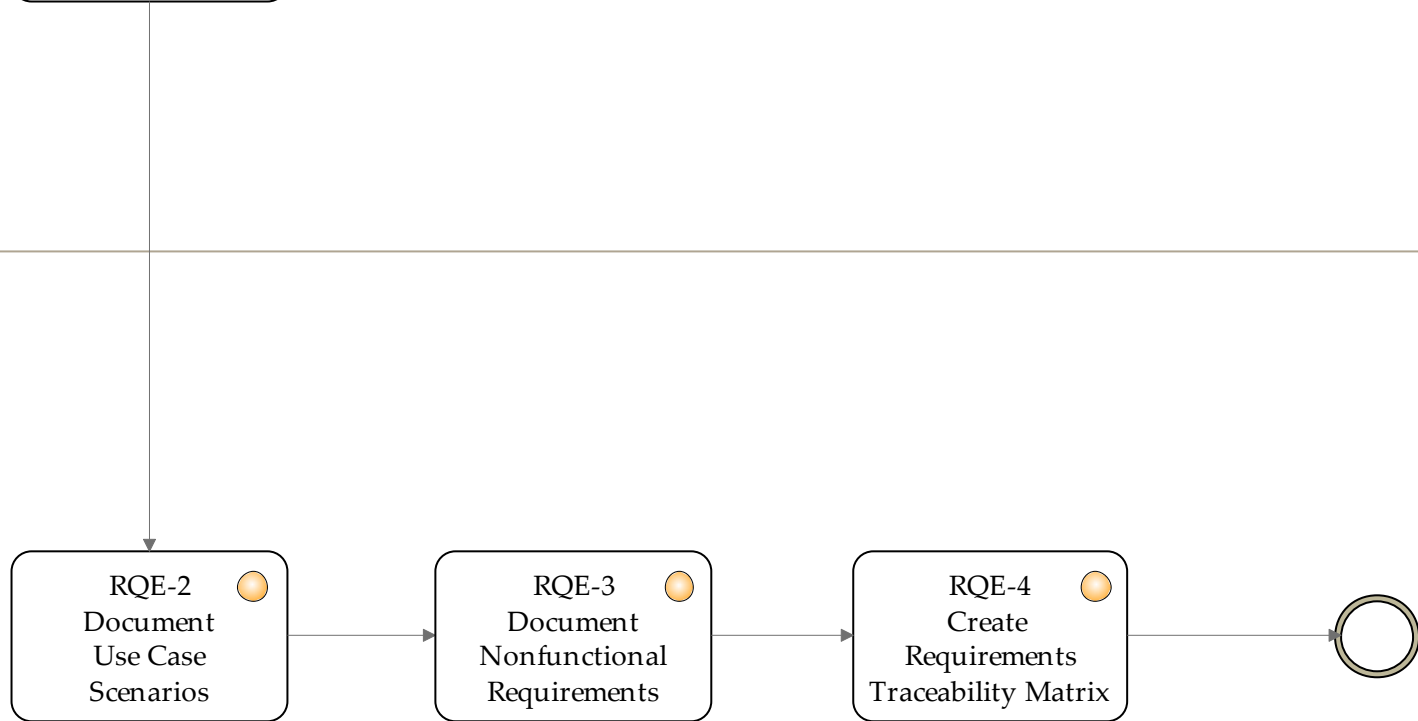 RQE-2
Document
Use Case
Scenarios
RQE-3
Document
Nonfunctional
Requirements
RQE-4
Create
Requirements
Traceability Matrix